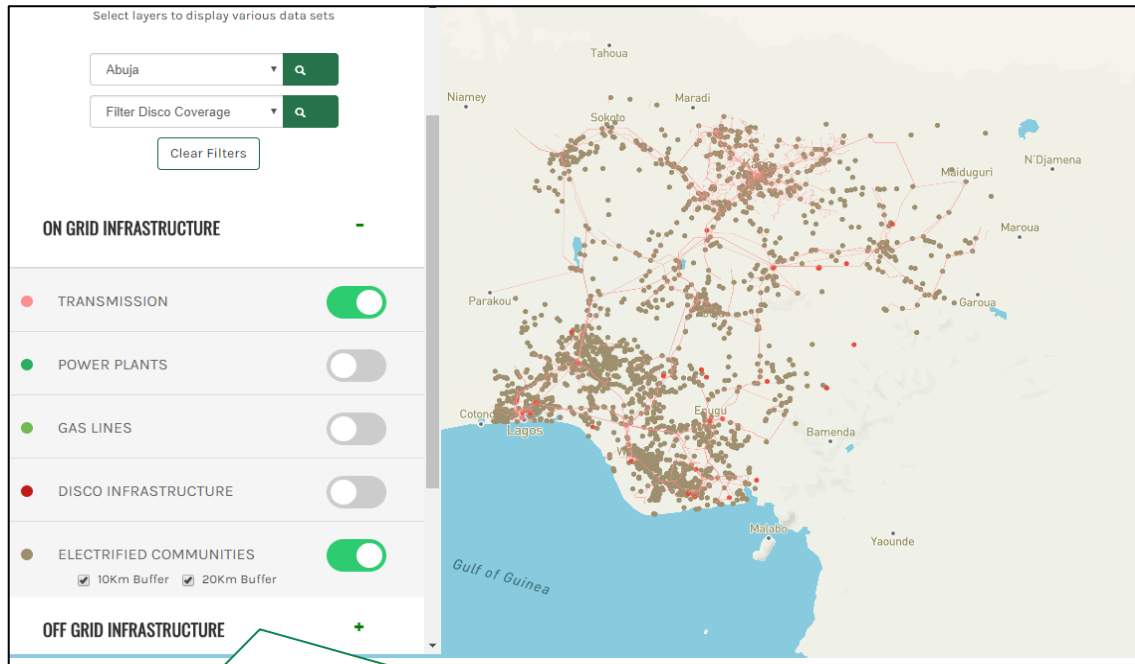 Select layers to display various data sets
Abuja
Filter Disco Coverage
Clear Filters
ON GRID INFRASTRUCTURE -
TRANSMISSION
POWER PLANTS
GAS LINES
DISCO INFRASTRUCTURE
ELECTRIFIED COMMUNITIES
10Km Buffer 20Km Buffer
OFF GRID INFRASTRUCTURE +
Tahoua
Niamey
Maradi
Sokoto
N'Djamena
Maiduguri
Maroua
Parakou
Garoua
Enugu
Lagos
Bamenda
Malabo
Yaounde
Gulf of Guinea